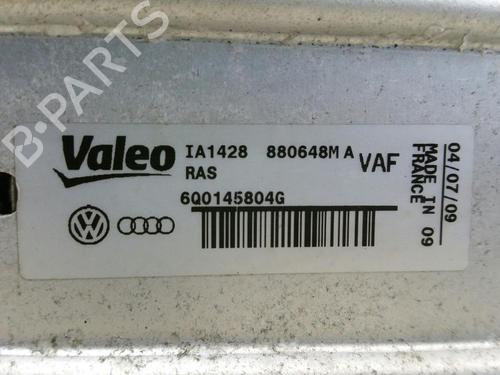 B-PARTS
Valeo
IA1428 880648M A
RAS
VAF
6Q0145804G
04/07/09
MADE IN 09
FRANCE